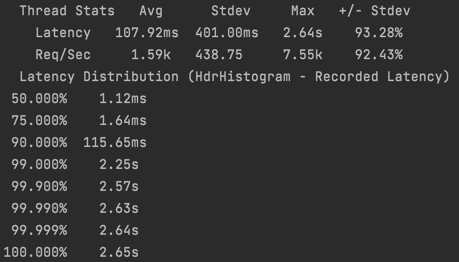 Thread Stats   Avg      Stdev     Max   +/- Stdev
Latency   107.92ms  401.00ms   2.64s    93.28%
Req/Sec     1.59k   438.75     7.55k    92.43%
Latency Distribution (HdrHistogram - Recorded Latency)
50.000%    1.12ms
75.000%    1.64ms
90.000%  115.65ms
99.000%    2.25s
99.900%    2.57s
99.990%    2.63s
99.999%    2.64s
100.000%    2.65s